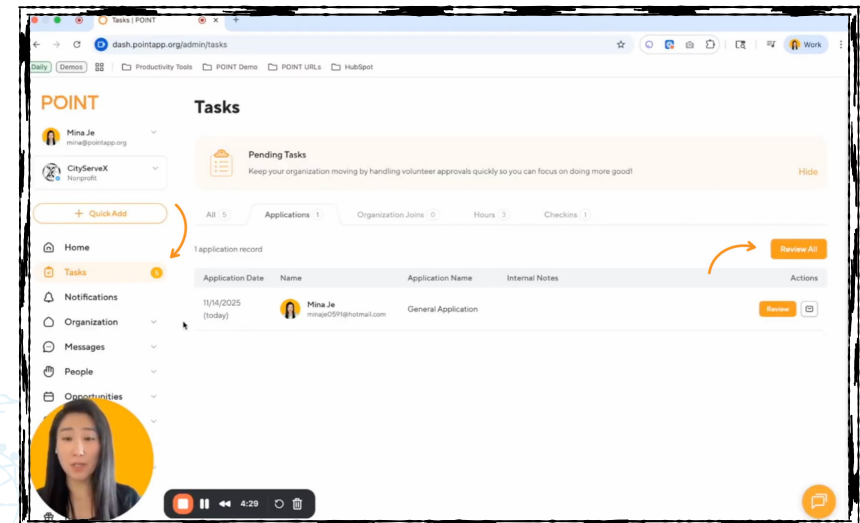 Tasks | POINT
dash.pointapp.org/admin/tasks
Work
Daily
Demos
Productivity Tools
POINT Demo
POINT URLs
HubSpot
POINT
Mina Je
mina@pointapp.org
CityServeX
Nonprofit
+ Quick Add
Home
Tasks
5
Notifications
Organization
Messages
People
Opportunities
Tasks
Pending Tasks
Keep your organization moving by handling volunteer approvals quickly so you can focus on doing more good!
Hide
All 5
Applications 1
Organization Joins 0
Hours 3
Checkins 1
1 application record
Review All
Application Date
Name
Application Name
Internal Notes
Actions
11/14/2025
(today)
Mina Je
minaje0591@hotmail.com
General Application
Review
4:29